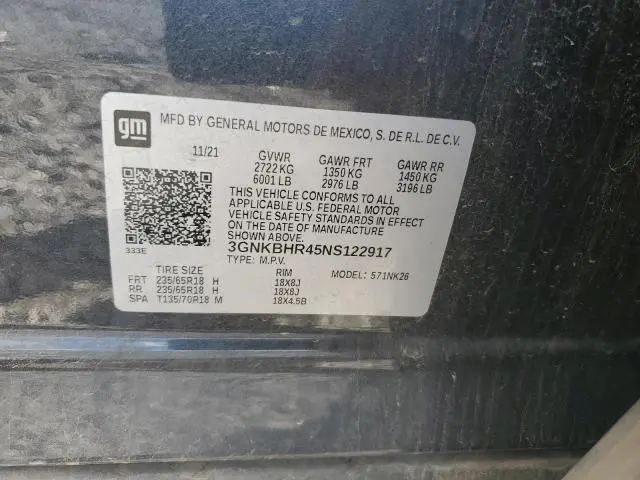 gm
MFD BY GENERAL MOTORS DE MEXICO, S. DE R.L. DE C.V.
11/21 GVWR GAWR FRT GAWR RR
2722 KG 1350 KG 1450 KG
6001 LB 2976 LB 3196 LB
THIS VEHICLE CONFORMS TO ALL
APPLICABLE U.S. FEDERAL MOTOR
VEHICLE SAFETY STANDARDS IN EFFECT
ON THE DATE OF MANUFACTURE
SHOWN ABOVE.
333E
3GNKBHR45NS122917
TYPE: M.P.V. MODEL: 571NK26
TIRE SIZE RIM
FRT 235/65R18 H 18X8J
RR 235/65R18 H 18X8J
SPA T135/70R18 M 18X4.5B